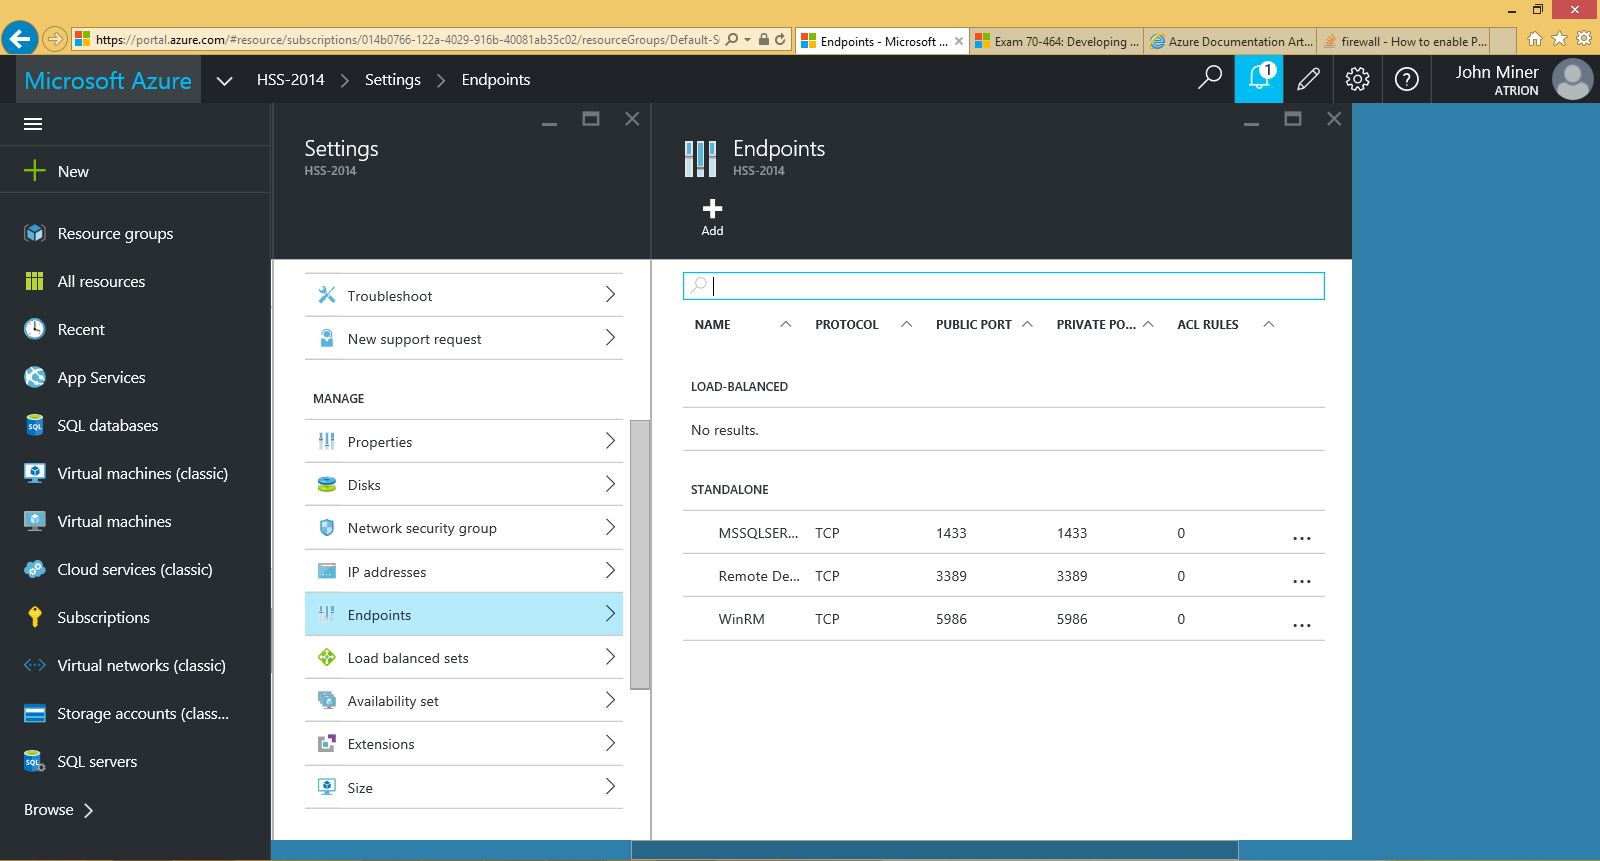 https://portal.azure.com/#resource/subscriptions/014b0766-122a-4029-916b-40081ab35c02/resourceGroups/Default-S
Endpoints - Microsoft ...
Exam 70-464: Developing ...
Azure Documentation Art...
firewall - How to enable P...
Microsoft Azure
HSS-2014
Settings
Endpoints
1
John Miner
ATRION
New
Resource groups
All resources
Recent
App Services
SQL databases
Virtual machines (classic)
Virtual machines
Cloud services (classic)
Subscriptions
Virtual networks (classic)
Storage accounts (class...
SQL servers
Browse
Settings
HSS-2014
Troubleshoot
New support request
MANAGE
Properties
Disks
Network security group
IP addresses
Endpoints
Load balanced sets
Availability set
Extensions
Size
Endpoints
HSS-2014
Add
NAME PROTOCOL PUBLIC PORT PRIVATE PO... ACL RULES
LOAD-BALANCED
No results.
STANDALONE
MSSQLSER... TCP 1433 1433 0 ...
Remote De... TCP 3389 3389 0 ...
WinRM TCP 5986 5986 0 ...